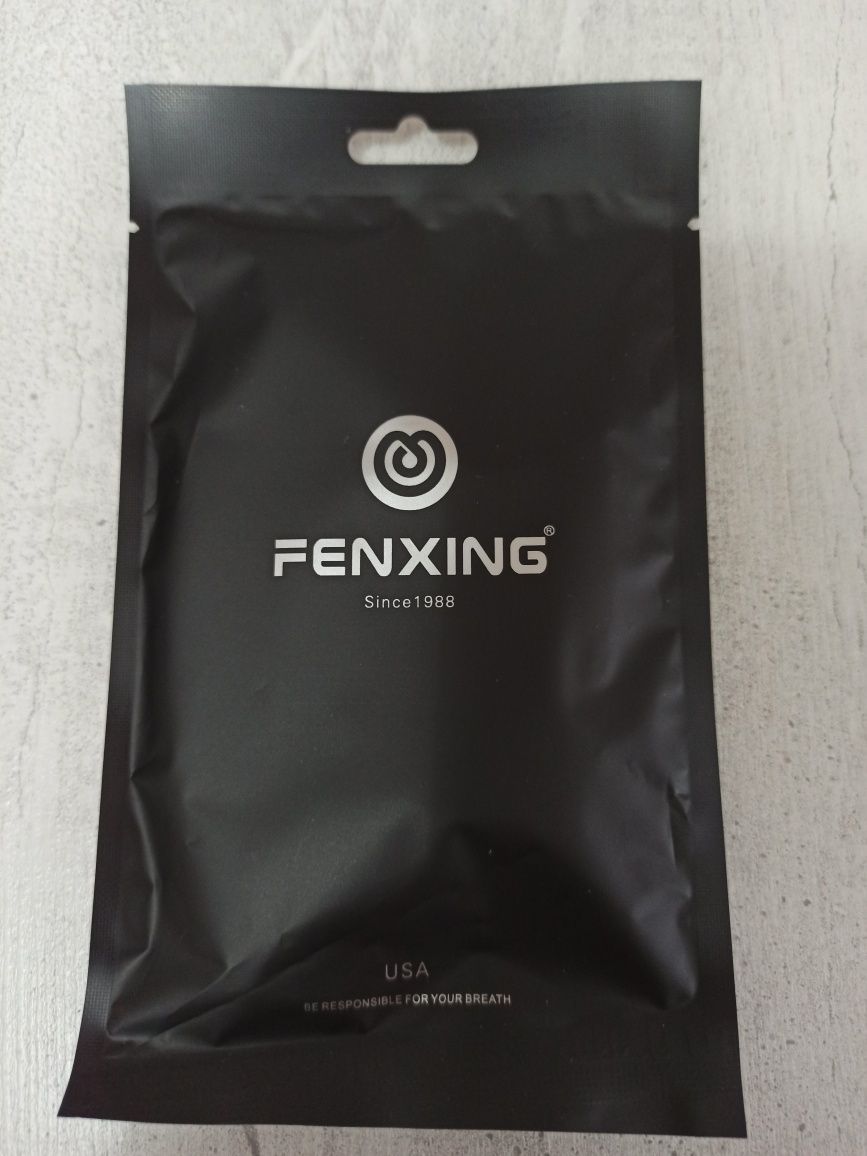 FENXING®
Since1988
USA
BE RESPONSIBLE FOR YOUR BREATH